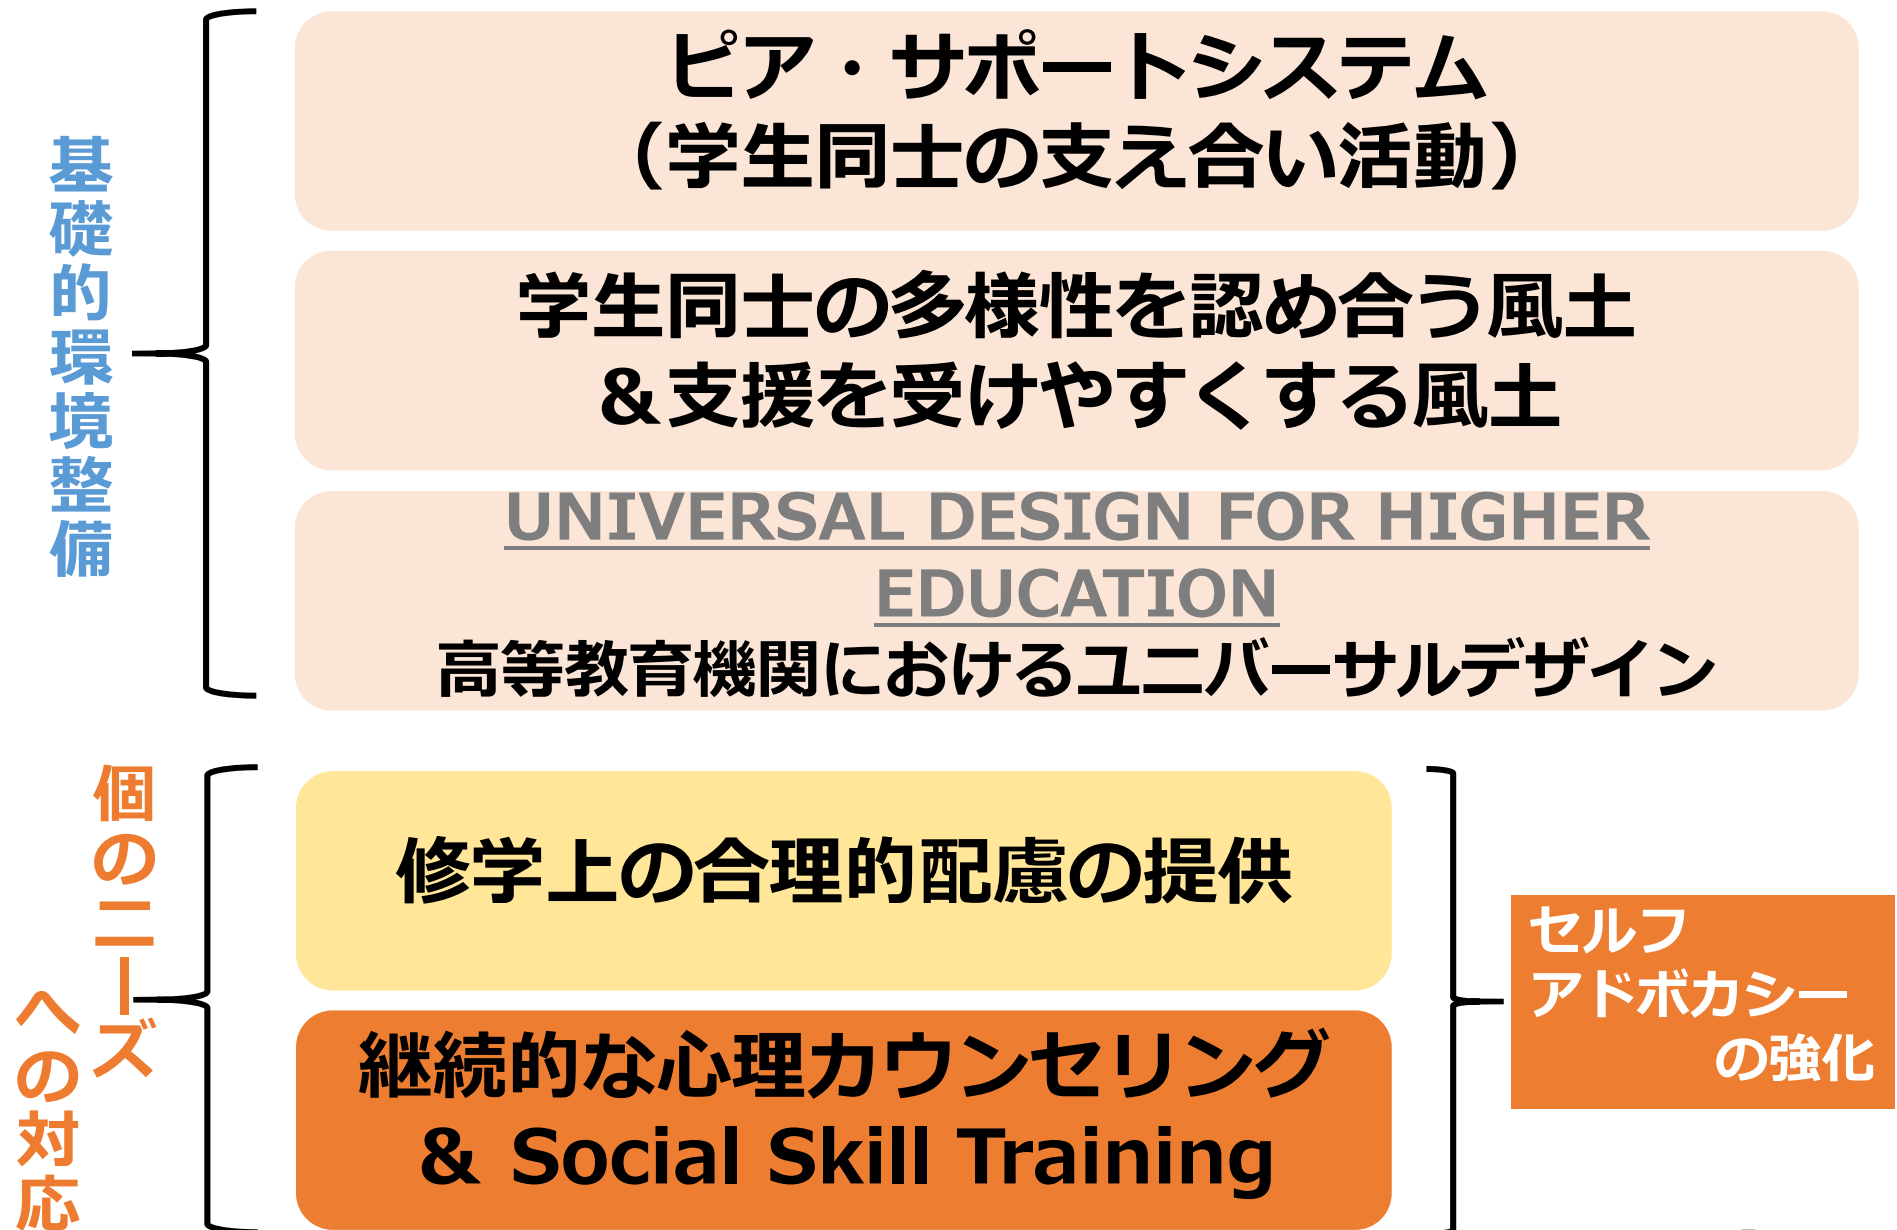 基礎的環境整備
ピア・サポートシステム
（学生同士の支え合い活動）
学生同士の多様性を認め合う風土
＆支援を受けやすくする風土
UNIVERSAL DESIGN FOR HIGHER
EDUCATION
高等教育機関におけるユニバーサルデザイン
個のニーズ
への対応
修学上の合理的配慮の提供
継続的な心理カウンセリング
& Social Skill Training
セルフ
アドボカシー
の強化